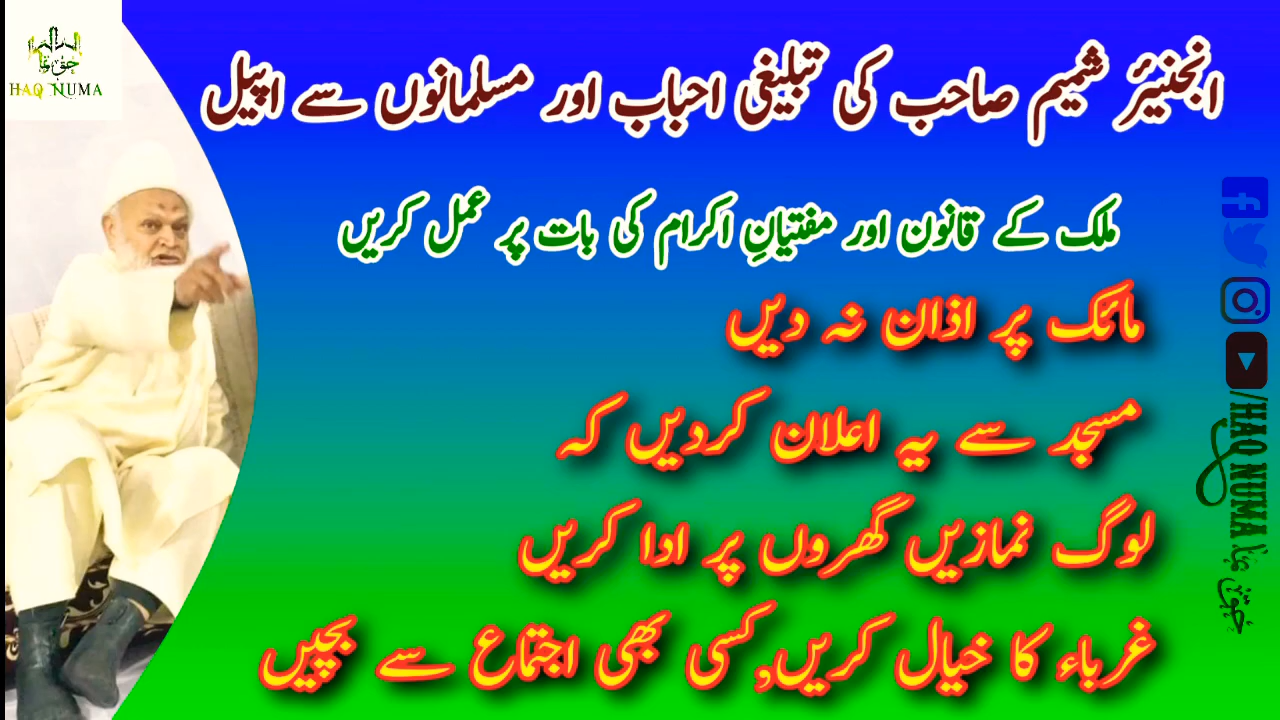 HAQ NUMA
انجنیئر شمیم صاحب کی تبلیغی احباب اور مسلمانوں سے اپیل
ملک کے قانون اور مفتیانِ اکرام کی بات پر عمل کریں
مائک پر اذان نہ دیں
مسجد سے یہ اعلان کردیں کہ
لوگ نمازیں گھروں پر ادا کریں
غرباء کا خیال کریں,کسی بھی اجتماع سے بچیں
/HAQ NUMA